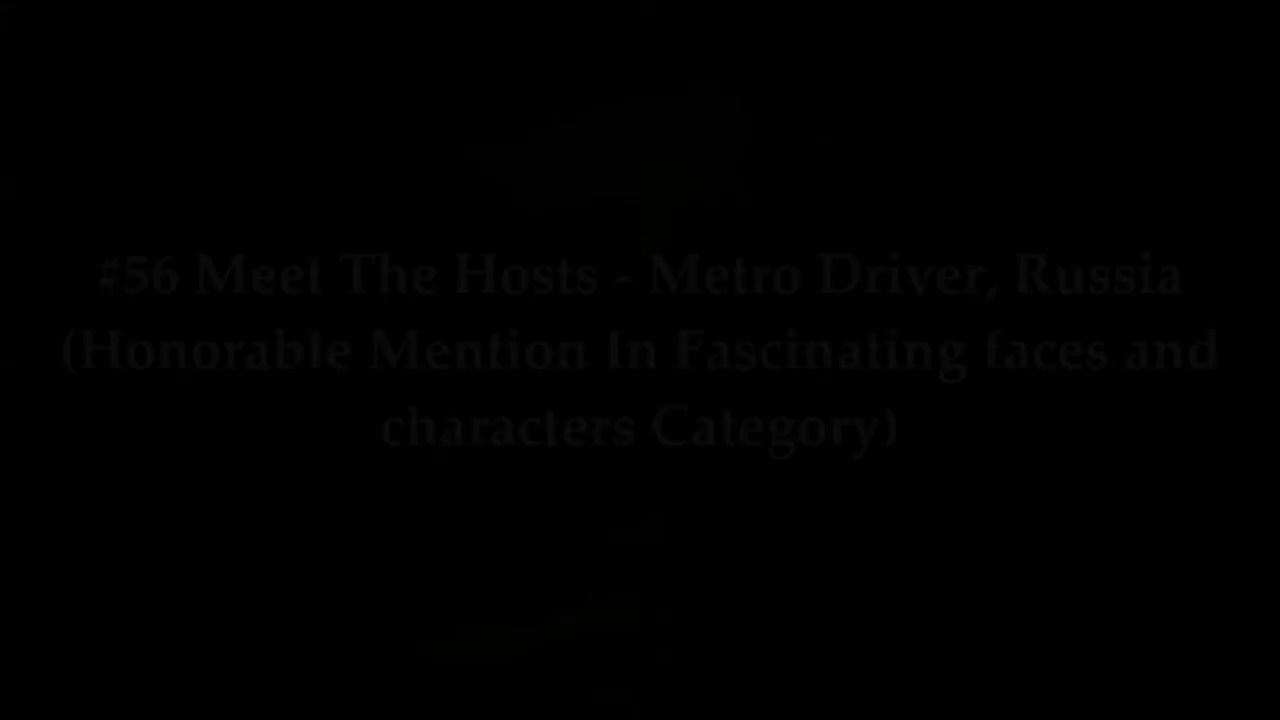 #56 Meet The Hosts - Metro Driver, Russia
(Honorable Mention In Fascinating faces and
characters Category)